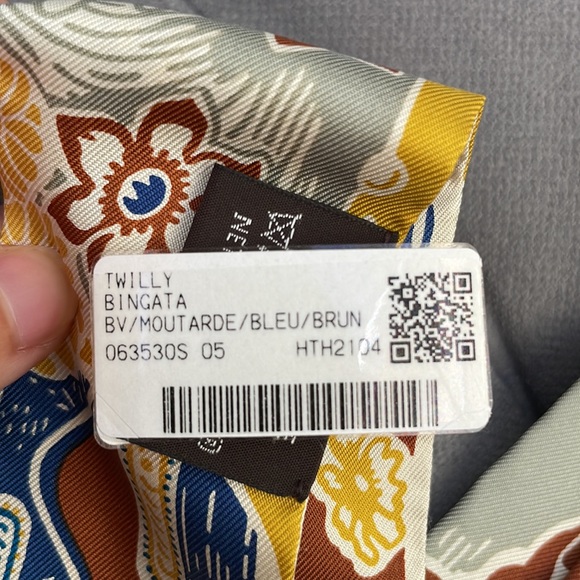 TWILLY
BINGATA
BV/MOUTARDE/BLEU/BRUN
063530S 05 HTH2104